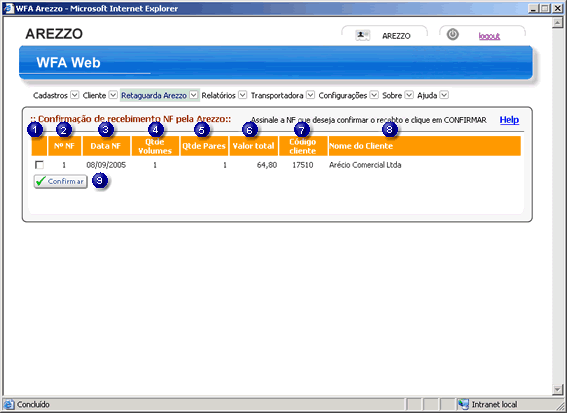 WFA Arezzo - Microsoft Internet Explorer
AREZZO
AREZZO
logout
WFA Web
Cadastros Cliente Retaguarda Arezzo Relatórios Transportadora Configurações Sobre Ajuda
:: Confirmação de recebimento NF pela Arezzo:: Assinale a NF que deseja confirmar o recebto e clique em CONFIRMAR Help
1 2 3 4 5 6 7 8
Nº NF Data NF Qtde Volumes Qtde Pares Valor total Código cliente Nome do Cliente
1 08/09/2005 1 1 64,80 17510 Arécio Comercial Ltda
Confirmar 9
Concluído Intranet local